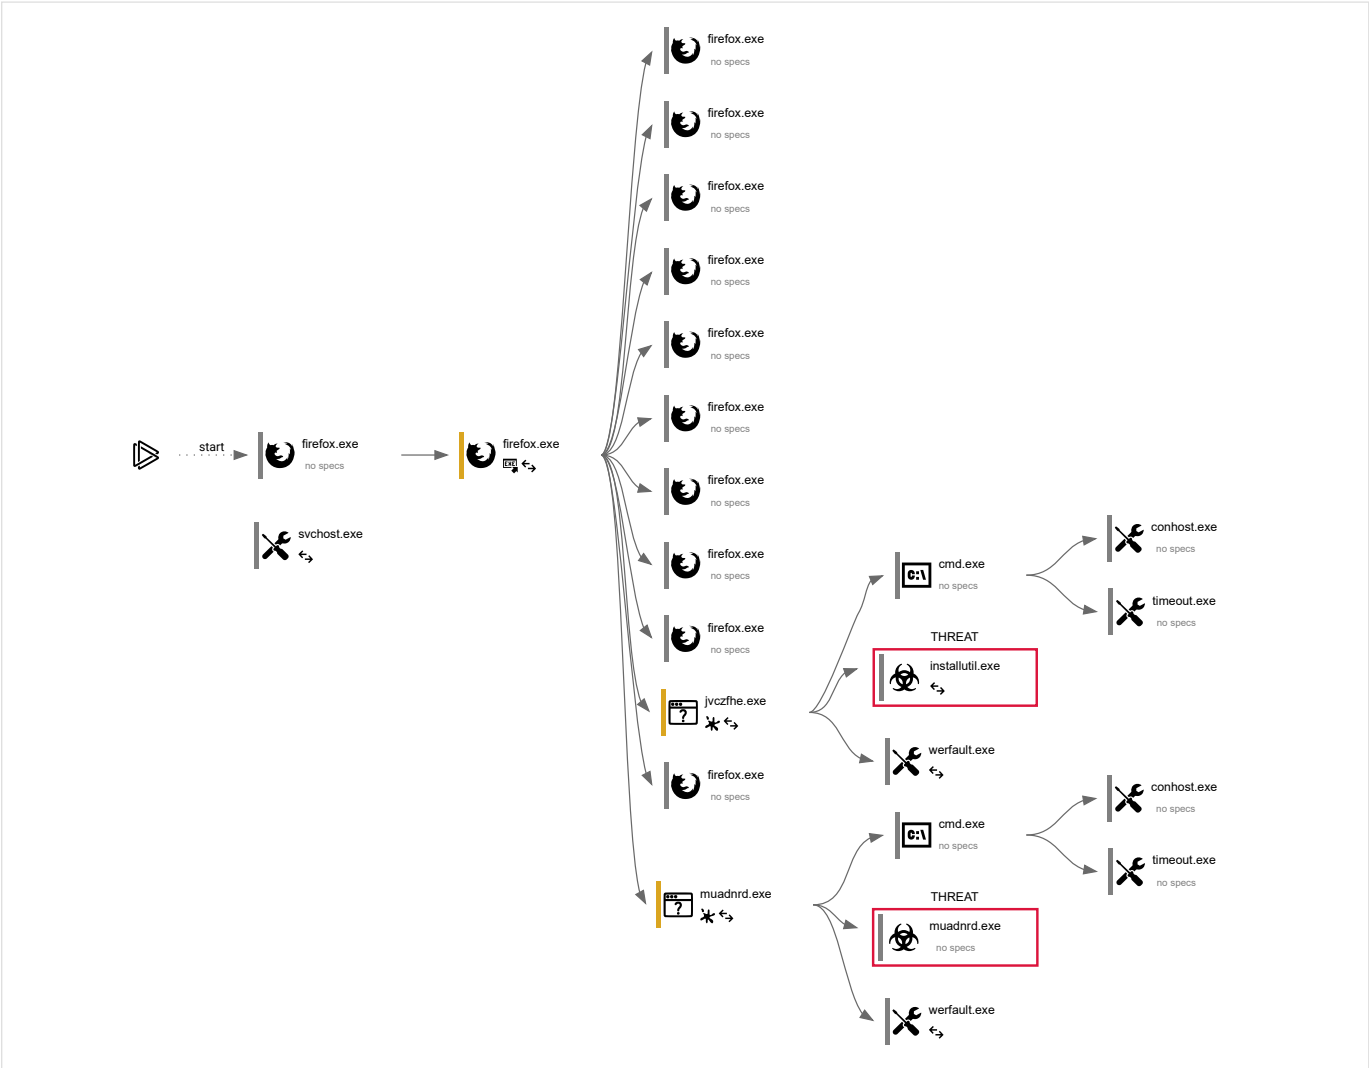 start
firefox.exe
no specs
svchost.exe
firefox.exe
EXE
firefox.exe
no specs
firefox.exe
no specs
firefox.exe
no specs
firefox.exe
no specs
firefox.exe
no specs
firefox.exe
no specs
firefox.exe
no specs
firefox.exe
no specs
firefox.exe
no specs
jvczfhe.exe
?
firefox.exe
no specs
muadnrd.exe
?
cmd.exe
C:\
no specs
THREAT
installutil.exe
werfault.exe
cmd.exe
C:\
no specs
THREAT
muadnrd.exe
no specs
werfault.exe
conhost.exe
no specs
timeout.exe
no specs
conhost.exe
no specs
timeout.exe
no specs